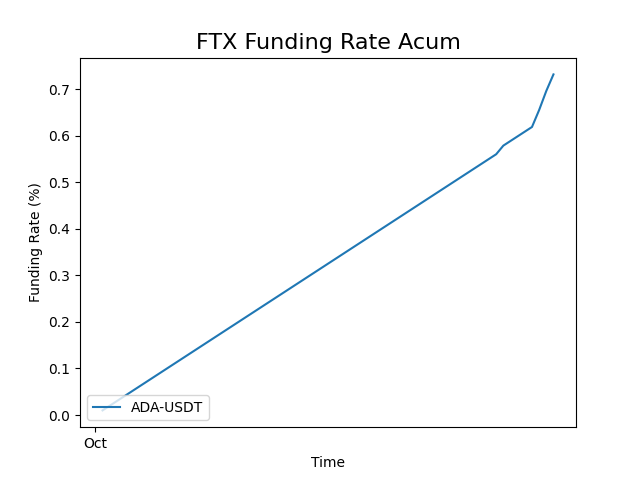 FTX Funding Rate Acum
Funding Rate (%)
0.7
0.6
0.5
0.4
0.3
0.2
0.1
0.0
ADA-USDT
Oct
Time